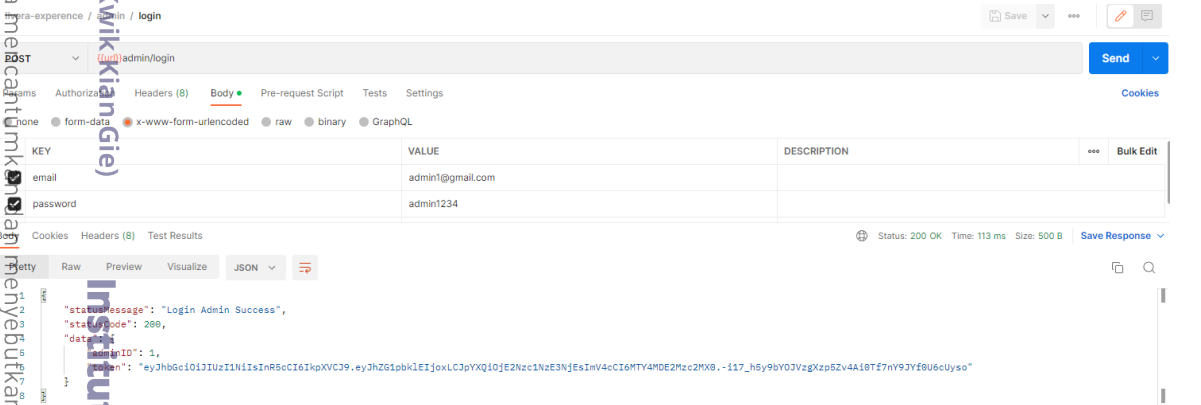 livera-experence / admin / login
Save
POST {{url}}admin/login
Send
Params Authorization Headers (8) Body Pre-request Script Tests Settings
Cookies
none form-data x-www-form-urlencoded raw binary GraphQL
KEY VALUE DESCRIPTION Bulk Edit
email admin1@gmail.com
password admin1234
Body Cookies Headers (8) Test Results
Status: 200 OK Time: 113 ms Size: 500 B Save Response
Pretty Raw Preview Visualize JSON
1 {
2 "statusMessage": "Login Admin Success",
3 "statusCode": 200,
4 "data": {
5 "adminID": 1,
6 "token": "eyJhbGciOiJIUzI1NiIsInR5cCI6IkpXVCJ9.eyJhZG1pbklEIjoxLCJpYXQiOjE2Nzc1NzE3NjEsImV4cCI6MTY4MDE2Mzc2MX0.-i17_h5y9bYOJVzgXzp5Zv4Ai0Tf7nY9JYf0U6cUyso"
7 }
8 }
Kwik Kian Gie)
Institut
mencantumkan dan menyebutkan